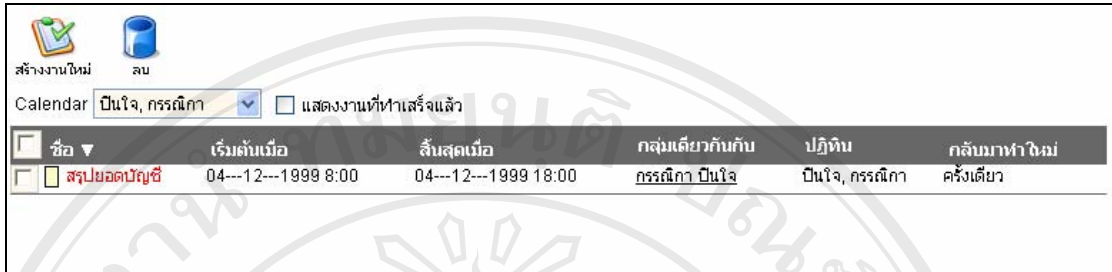 สร้างงานใหม่ ลบ
Calendar ปินใจ, กรรณิกา แสดงงานที่ทำเสร็จแล้ว
ชื่อ ▼ เริ่มต้นเมื่อ สิ้นสุดเมื่อ กลุ่มเดียวกันกับ ปฏิทิน กลับมาทำใหม่
สรุปยอดบัญชี 04---12---1999 8:00 04---12---1999 18:00 กรรณิกา ปินใจ ปินใจ, กรรณิกา ครั้งเดียว